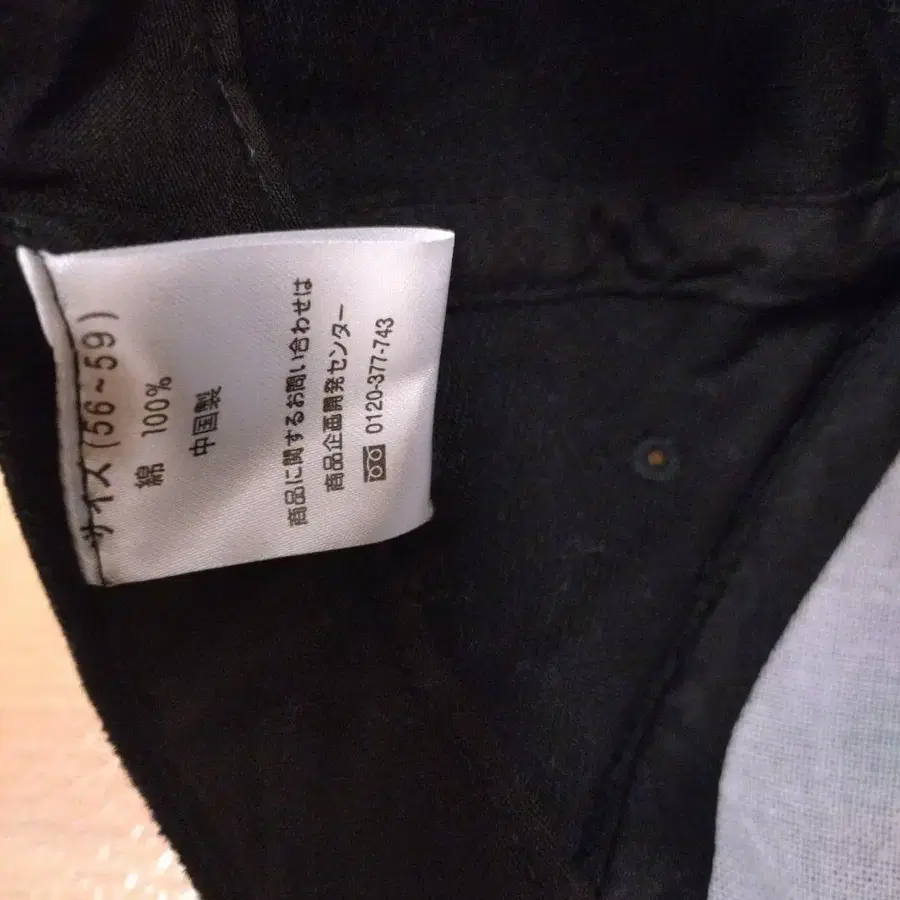 サイズ(56~59)
綿 100%
中国製
商品に関するお問い合わせは
商品企画開発センター
0120-377-743